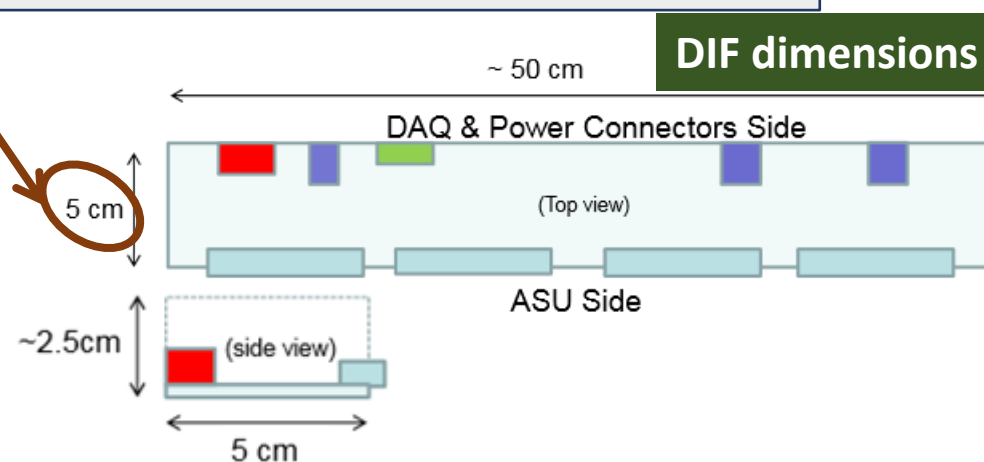 DIF dimensions
~ 50 cm
DAQ & Power Connectors Side
5 cm
(Top view)
ASU Side
~2.5cm
(side view)
5 cm